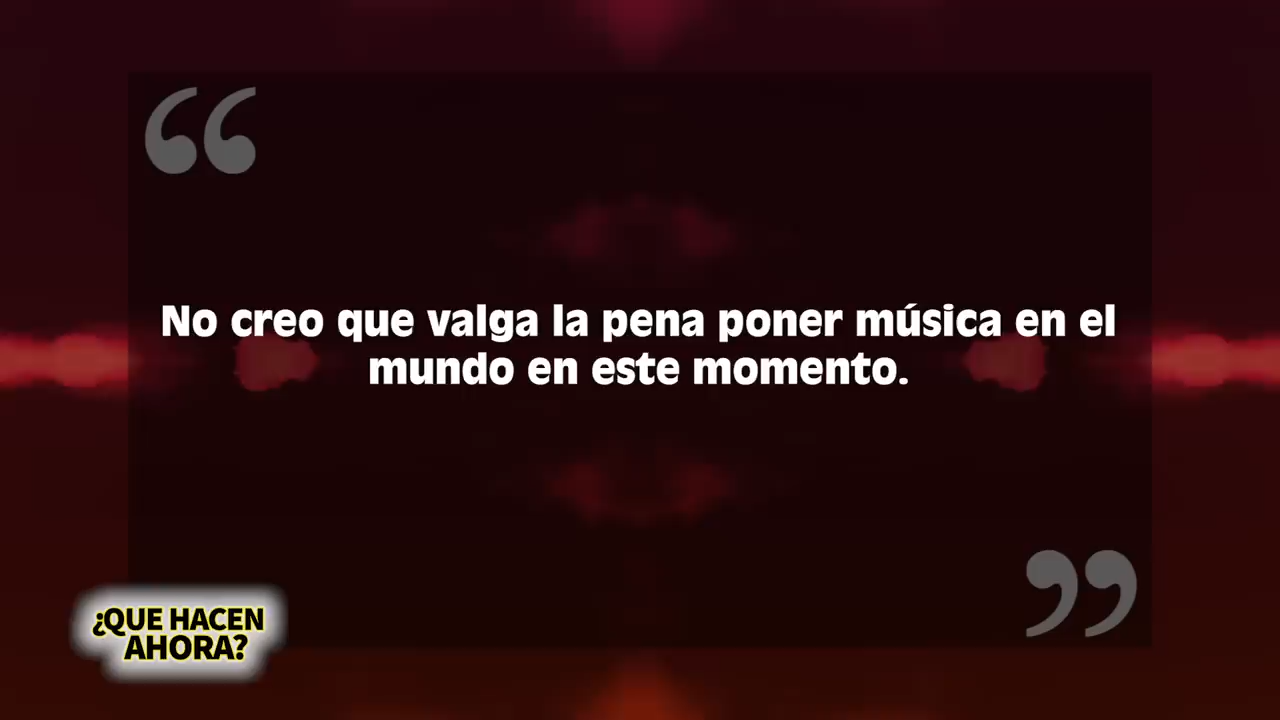 “
No creo que valga la pena poner música en el
mundo en este momento.
”
¿QUE HACEN
AHORA?